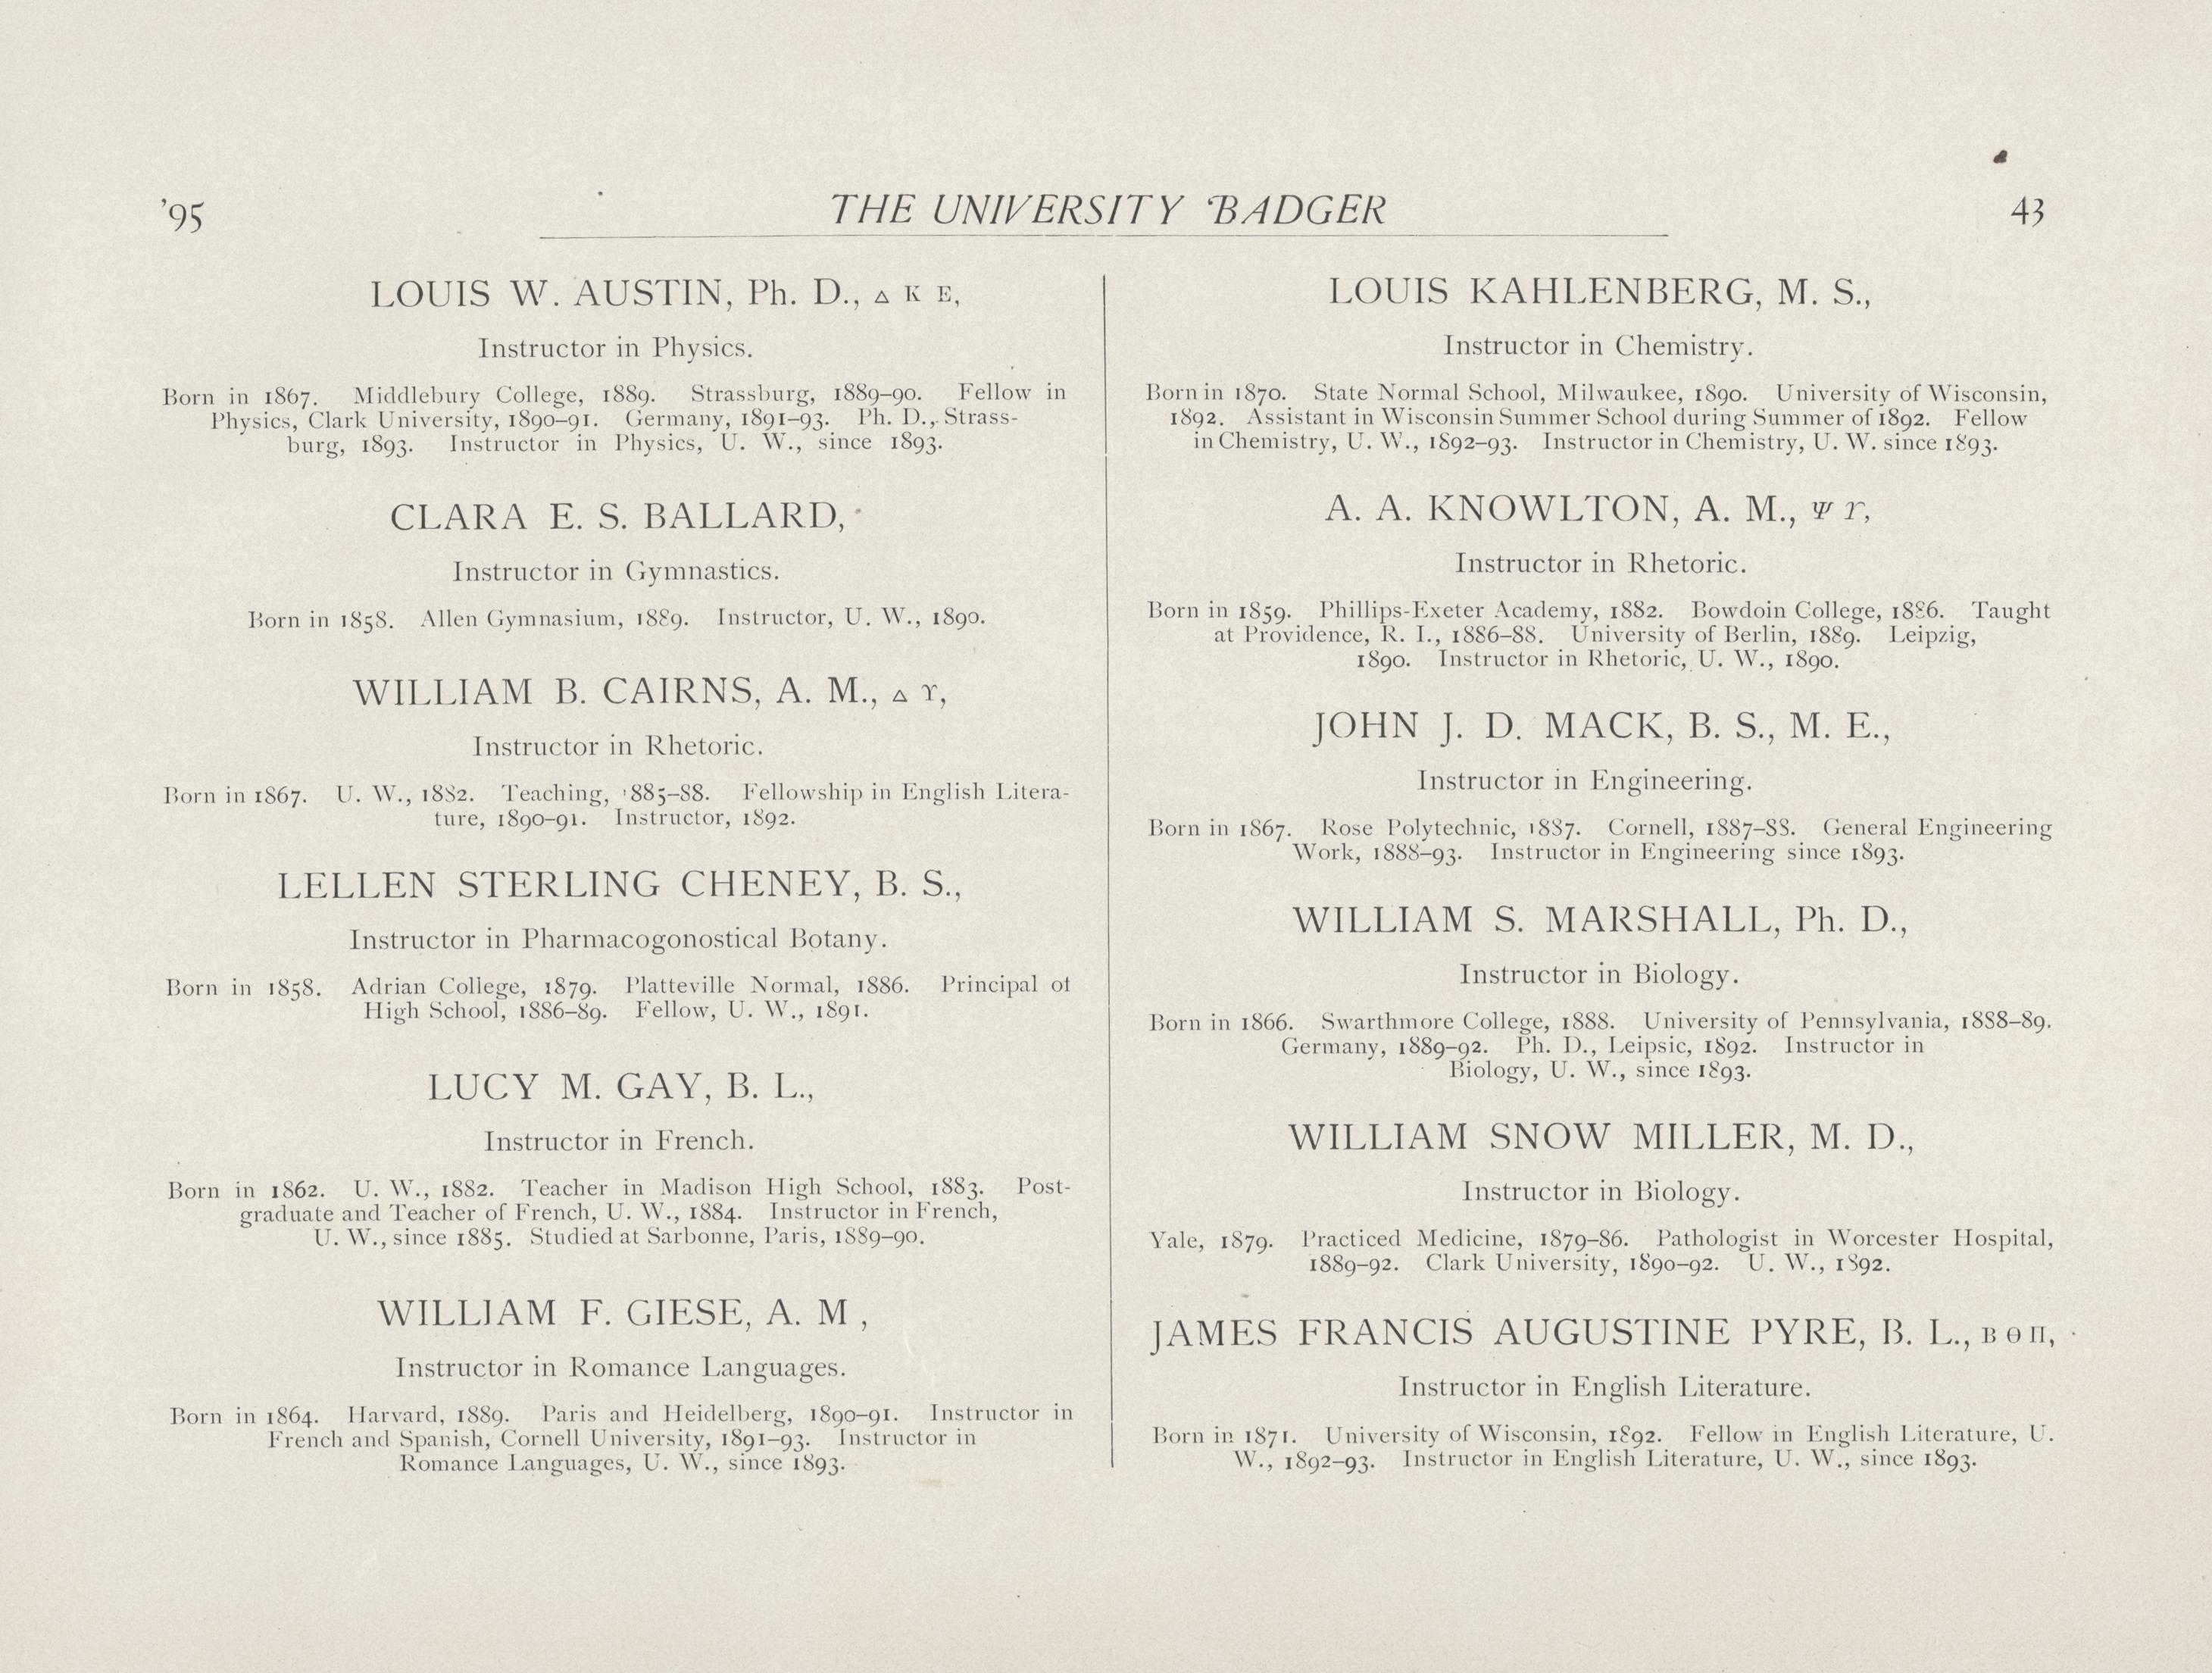 '95
THE UNIVERSITY BADGER
43
LOUIS W. AUSTIN, Ph. D., Δ Κ Ε,
Instructor in Physics.
Born in 1867. Middlebury College, 1889. Strassburg, 1889–90. Fellow in
Physics, Clark University, 1890–91. Germany, 1891–93. Ph. D., Strass-
burg, 1893. Instructor in Physics, U. W., since 1893.
CLARA E. S. BALLARD,
Instructor in Gymnastics.
Born in 1858. Allen Gymnasium, 1889. Instructor, U. W., 1890.
WILLIAM B. CAIRNS, A. M., Δ Υ,
Instructor in Rhetoric.
Born in 1867. U. W., 1882. Teaching, 1885–88. Fellowship in English Litera-
ture, 1890–91. Instructor, 1892.
LELLEN STERLING CHENEY, B. S.,
Instructor in Pharmacogonostical Botany.
Born in 1858. Adrian College, 1879. Platteville Normal, 1886. Principal of
High School, 1886–89. Fellow, U. W., 1891.
LUCY M. GAY, B. L.,
Instructor in French.
Born in 1862. U. W., 1882. Teacher in Madison High School, 1883. Post-
graduate and Teacher of French, U. W., 1884. Instructor in French,
U. W., since 1885. Studied at Sarbonne, Paris, 1889–90.
WILLIAM F. GIESE, A. M,
Instructor in Romance Languages.
Born in 1864. Harvard, 1889. Paris and Heidelberg, 1890–91. Instructor in
French and Spanish, Cornell University, 1891–93. Instructor in
Romance Languages, U. W., since 1893.
LOUIS KAHLENBERG, M. S.,
Instructor in Chemistry.
Born in 1870. State Normal School, Milwaukee, 1890. University of Wisconsin,
1892. Assistant in Wisconsin Summer School during Summer of 1892. Fellow
in Chemistry, U. W., 1892–93. Instructor in Chemistry, U. W. since 1893.
A. A. KNOWLTON, A. M., Ψ Υ,
Instructor in Rhetoric.
Born in 1859. Phillips-Exeter Academy, 1882. Bowdoin College, 1886. Taught
at Providence, R. I., 1886–88. University of Berlin, 1889. Leipzig,
1890. Instructor in Rhetoric, U. W., 1890.
JOHN J. D. MACK, B. S., M. E.,
Instructor in Engineering.
Born in 1867. Rose Polytechnic, 1887. Cornell, 1887–88. General Engineering
Work, 1888–93. Instructor in Engineering since 1893.
WILLIAM S. MARSHALL, Ph. D.,
Instructor in Biology.
Born in 1866. Swarthmore College, 1888. University of Pennsylvania, 1888–89.
Germany, 1889–92. Ph. D., Leipsic, 1892. Instructor in
Biology, U. W., since 1893.
WILLIAM SNOW MILLER, M. D.,
Instructor in Biology.
Yale, 1879. Practiced Medicine, 1879–86. Pathologist in Worcester Hospital,
1889–92. Clark University, 1890–92. U. W., 1892.
JAMES FRANCIS AUGUSTINE PYRE, B. L., Β Θ Π,
Instructor in English Literature.
Born in 1871. University of Wisconsin, 1892. Fellow in English Literature, U.
W., 1892–93. Instructor in English Literature, U. W., since 1893.